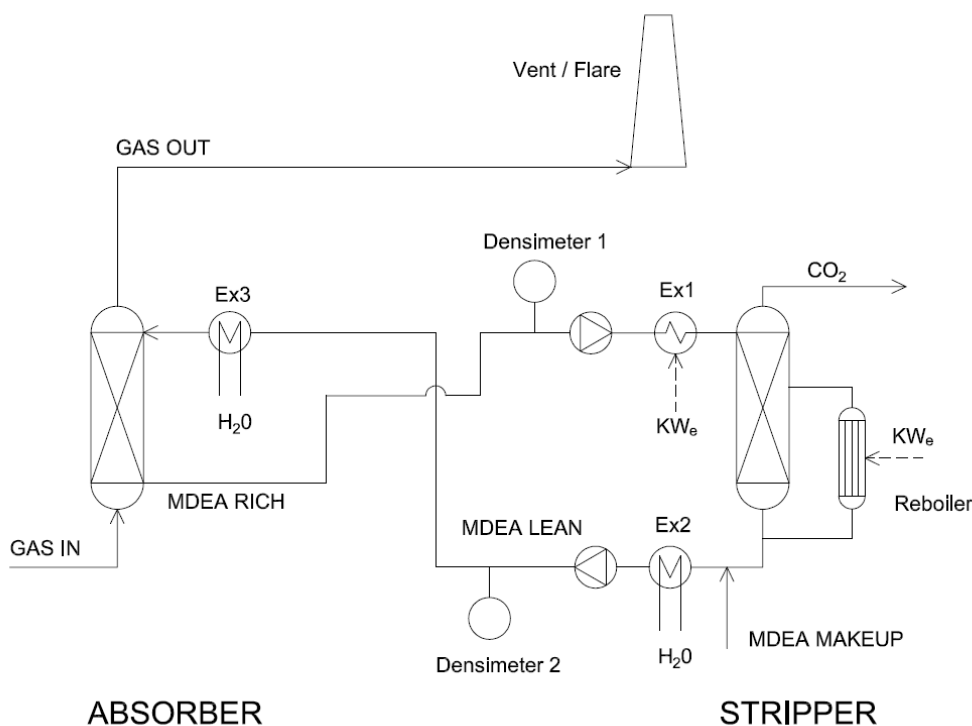 Vent / Flare
GAS OUT
Densimeter 1
CO₂
Ex3
Ex1
H₂0
KWₑ
KWₑ
MDEA RICH
Reboiler
MDEA LEAN
Ex2
GAS IN
MDEA MAKEUP
Densimeter 2
H₂0
ABSORBER
STRIPPER